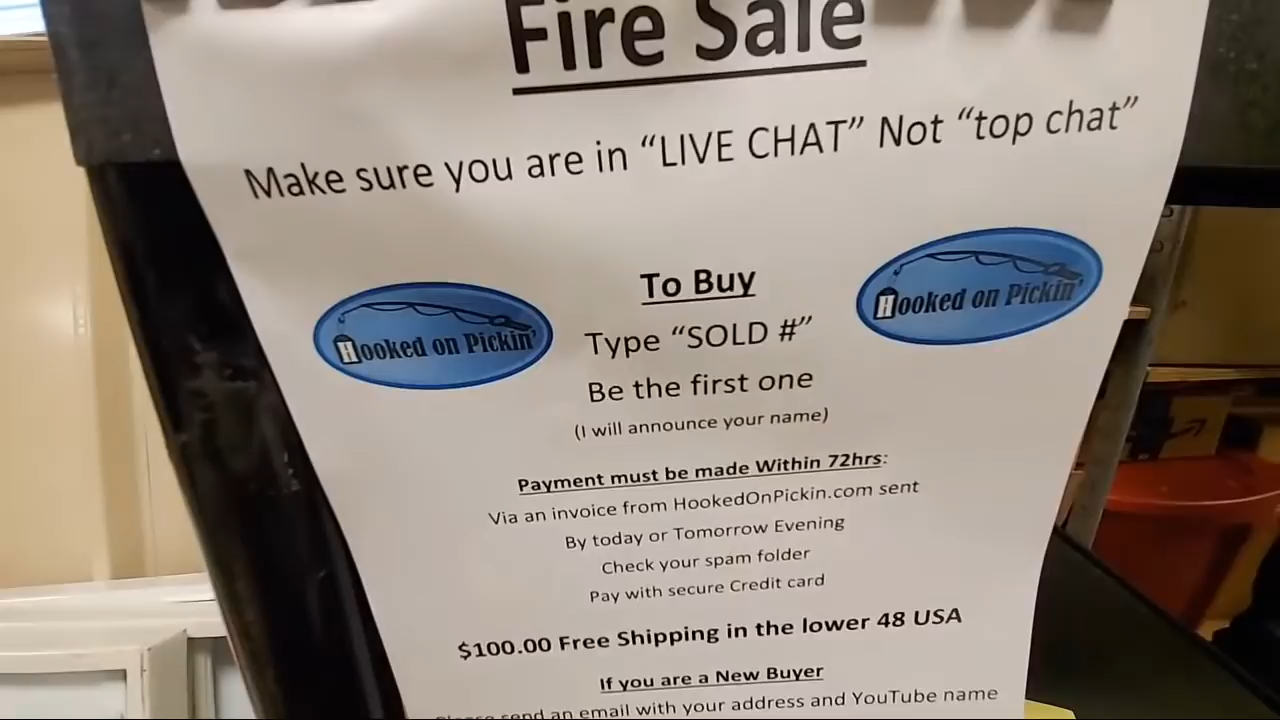 Fire Sale
Make sure you are in “LIVE CHAT” Not “top chat”
To Buy
Hooked on Pickin'
Hooked on Pickin'
Type “SOLD #”
Be the first one
(I will announce your name)
Payment must be made Within 72hrs:
Via an invoice from HookedOnPickin.com sent
By today or Tomorrow Evening
Check your spam folder
Pay with secure Credit card
$100.00 Free Shipping in the lower 48 USA
If you are a New Buyer
Please send an email with your address and YouTube name